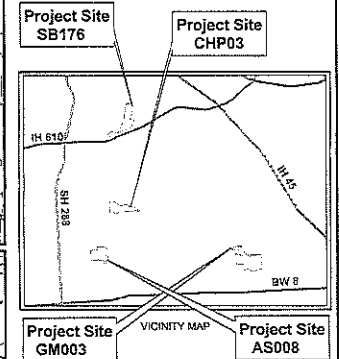 Project Site
SB176
Project Site
CHP03
IH 610
IH 45
SH 288
BW 8
Project Site
GM003
VICINITY MAP
Project Site
AS008